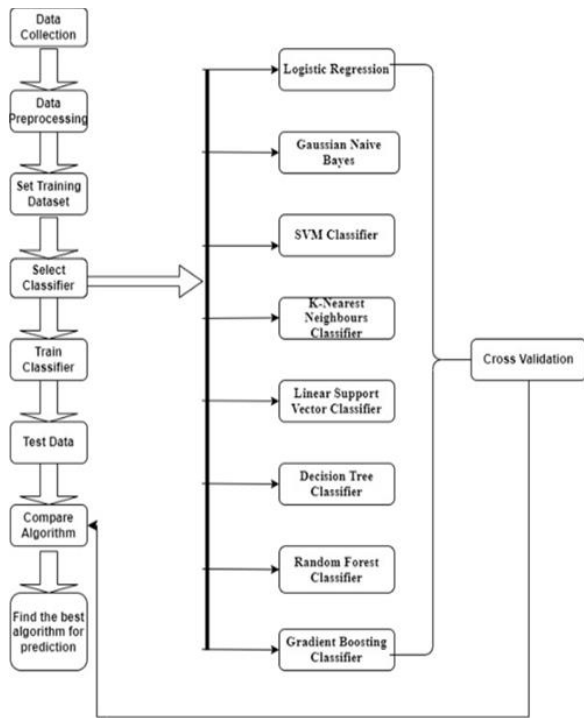 Data
Collection
Data
Preprocessing
Set Training
Dataset
Select
Classifier
Train
Classifier
Test Data
Compare
Algorithm
Find the best
algorithm for
prediction
Logistic Regression
Gaussian Naive
Bayes
SVM Classifier
K-Nearest
Neighbours
Classifier
Linear Support
Vector Classifier
Decision Tree
Classifier
Random Forest
Classifier
Gradient Boosting
Classifier
Cross Validation